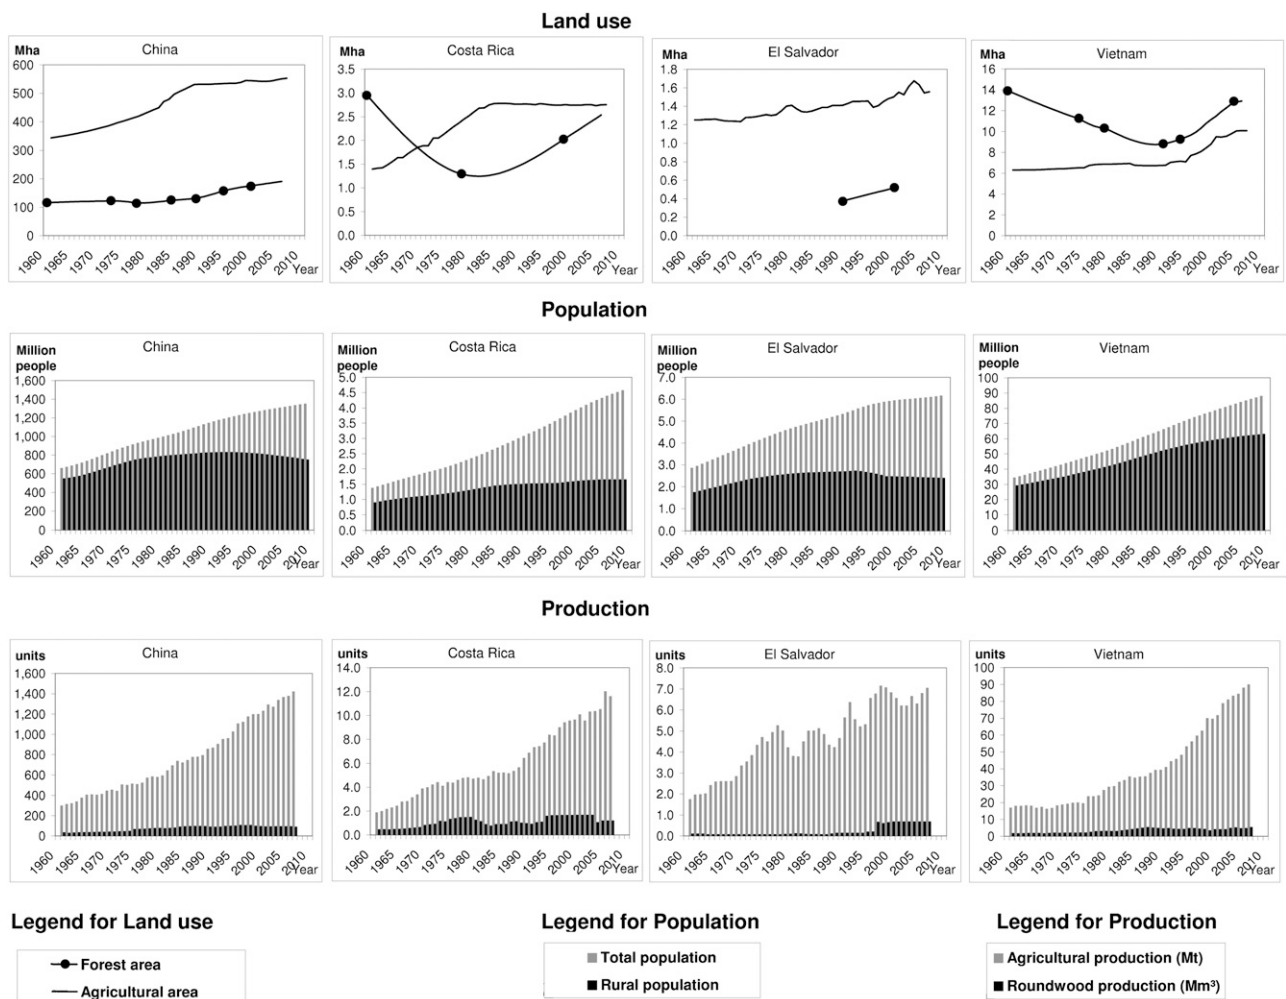 Land use
China
Mha
600
500
400
300
200
100
0
1960 1965 1970 1975 1980 1985 1990 1995 2000 2005 2010 Year
Costa Rica
Mha
3.5
3.0
2.5
2.0
1.5
1.0
0.5
0.0
1960 1965 1970 1975 1980 1985 1990 1995 2000 2005 2010 Year
El Salvador
Mha
1.8
1.6
1.4
1.2
1.0
0.8
0.6
0.4
0.2
0.0
1960 1965 1970 1975 1980 1985 1990 1995 2000 2005 2010 Year
Vietnam
Mha
16
14
12
10
8
6
4
2
0
1960 1965 1970 1975 1980 1985 1990 1995 2000 2005 2010 Year
Population
China
Million
people
1,600
1,400
1,200
1,000
800
600
400
200
0
1960 1965 1970 1975 1980 1985 1990 1995 2000 2005 2010 Year
Costa Rica
Million
people
5.0
4.5
4.0
3.5
3.0
2.5
2.0
1.5
1.0
0.5
0.0
1960 1965 1970 1975 1980 1985 1990 1995 2000 2005 2010 Year
El Salvador
Million
people
7.0
6.0
5.0
4.0
3.0
2.0
1.0
0.0
1960 1965 1970 1975 1980 1985 1990 1995 2000 2005 2010 Year
Vietnam
Million
people
100
90
80
70
60
50
40
30
20
10
0
1960 1965 1970 1975 1980 1985 1990 1995 2000 2005 2010 Year
Production
China
units
1,600
1,400
1,200
1,000
800
600
400
200
0
1960 1965 1970 1975 1980 1985 1990 1995 2000 2005 2010 Year
Costa Rica
units
14.0
12.0
10.0
8.0
6.0
4.0
2.0
0.0
1960 1965 1970 1975 1980 1985 1990 1995 2000 2005 2010 Year
El Salvador
units
8.0
7.0
6.0
5.0
4.0
3.0
2.0
1.0
0.0
1960 1965 1970 1975 1980 1985 1990 1995 2000 2005 2010 Year
Vietnam
units
100
90
80
70
60
50
40
30
20
10
0
1960 1965 1970 1975 1980 1985 1990 1995 2000 2005 2010 Year
Legend for Land use
Forest area
Agricultural area
Legend for Population
Total population
Rural population
Legend for Production
Agricultural production (Mt)
Roundwood production (Mm³)